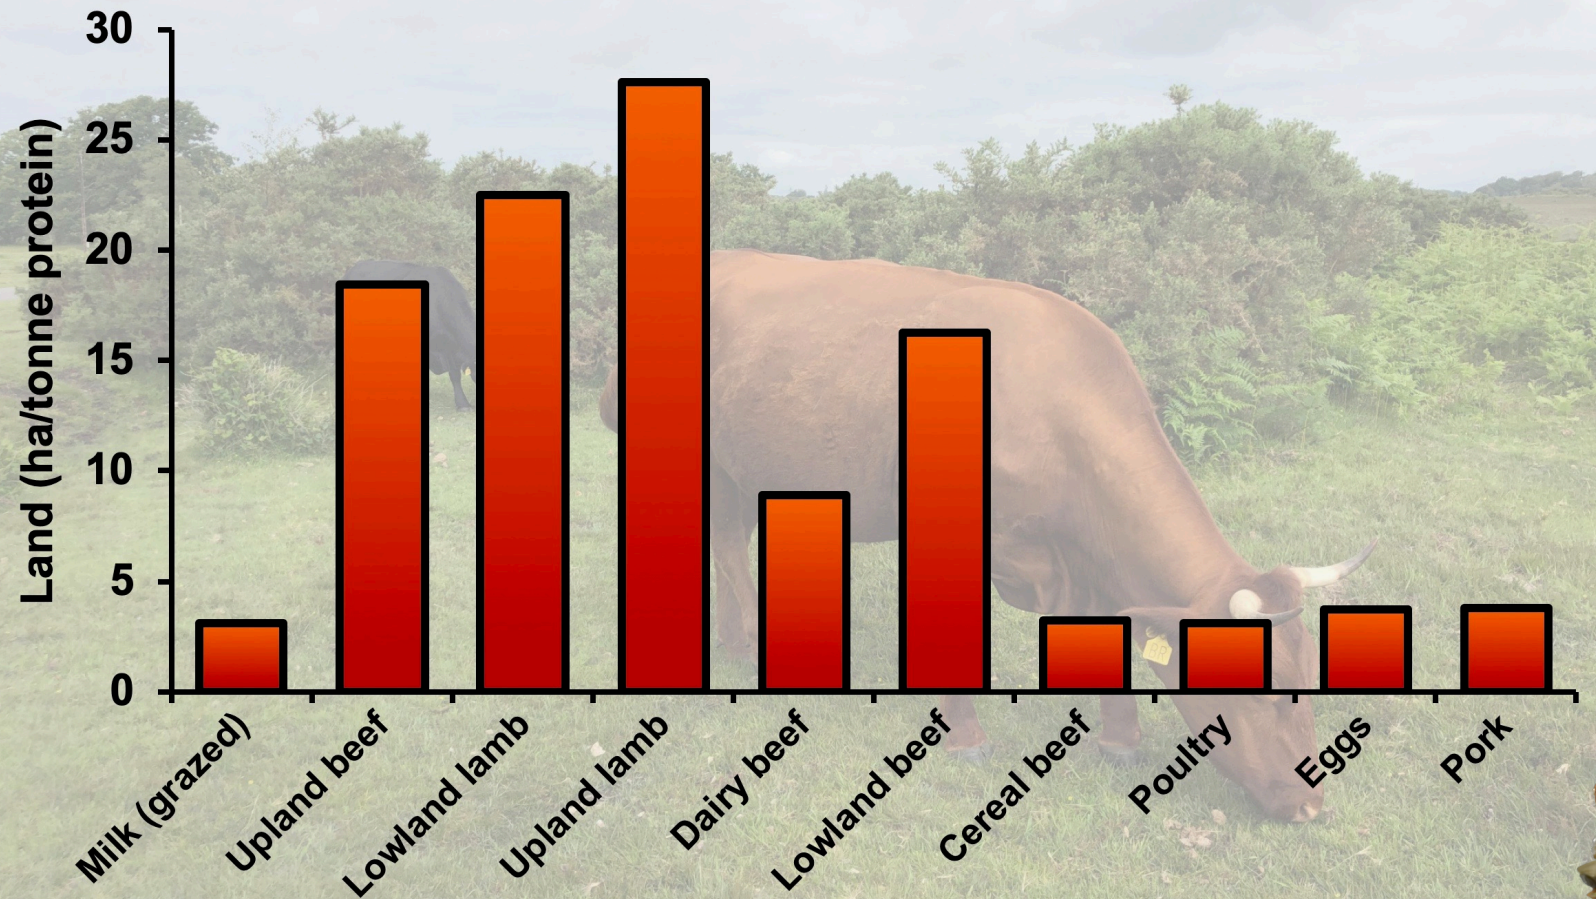 Land (ha/tonne protein)
30
25
20
15
10
5
0
Milk (grazed)
Upland beef
Lowland lamb
Upland lamb
Dairy beef
Lowland beef
Cereal beef
Poultry
Eggs
Pork